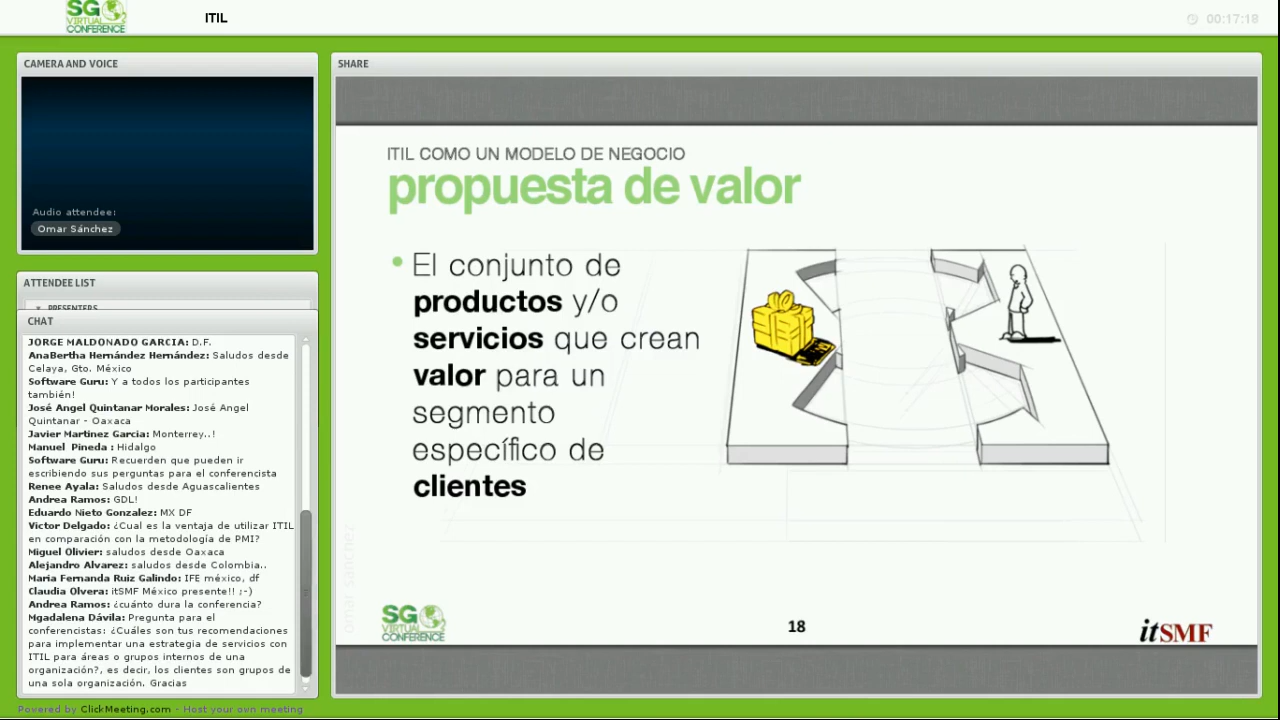 SG
VIRTUAL
CONFERENCE
ITIL
00:17:18
CAMERA AND VOICE
Audio attendee:
Omar Sánchez
ATTENDEE LIST
PRESENTERS
CHAT
JORGE MALDONADO GARCIA: D.F.
AnaBertha Hernández Hernández: Saludos desde
Celaya, Gto. México
Software Guru: Y a todos los participantes
también!
José Angel Quintanar Morales: José Angel
Quintanar - Oaxaca
Javier Martinez Garcia: Monterrey..!
Manuel Pineda : Hidalgo
Software Guru: Recuerden que pueden ir
escribiendo sus perguntas para el conferencista
Renee Ayala: Saludos desde Aguascalientes
Andrea Ramos: GDL!
Eduardo Nieto Gonzalez: MX DF
Victor Delgado: ¿Cual es la ventaja de utilizar ITIL
en comparación con la metodología de PMI?
Miguel Olivier: saludos desde Oaxaca
Alejandro Alvarez: saludos desde Colombia..
Maria Fernanda Ruiz Galindo: IFE méxico, df
Claudia Olvera: itSMF México presente!! ;-)
Andrea Ramos: ¿cuánto dura la conferencia?
Mgadalena Dávila: Pregunta para el
conferencistas: ¿Cuáles son tus recomendaciones
para implementar una estrategia de servicios con
ITIL para áreas o grupos internos de una
organización?, es decir, los clientes son grupos de
una sola organización. Gracias
Powered by ClickMeeting.com - Host your own meeting
SHARE
ITIL COMO UN MODELO DE NEGOCIO
propuesta de valor
• El conjunto de
productos y/o
servicios que crean
valor para un
segmento
específico de
clientes
omar sánchez
SG
VIRTUAL
CONFERENCE
18
itSMF